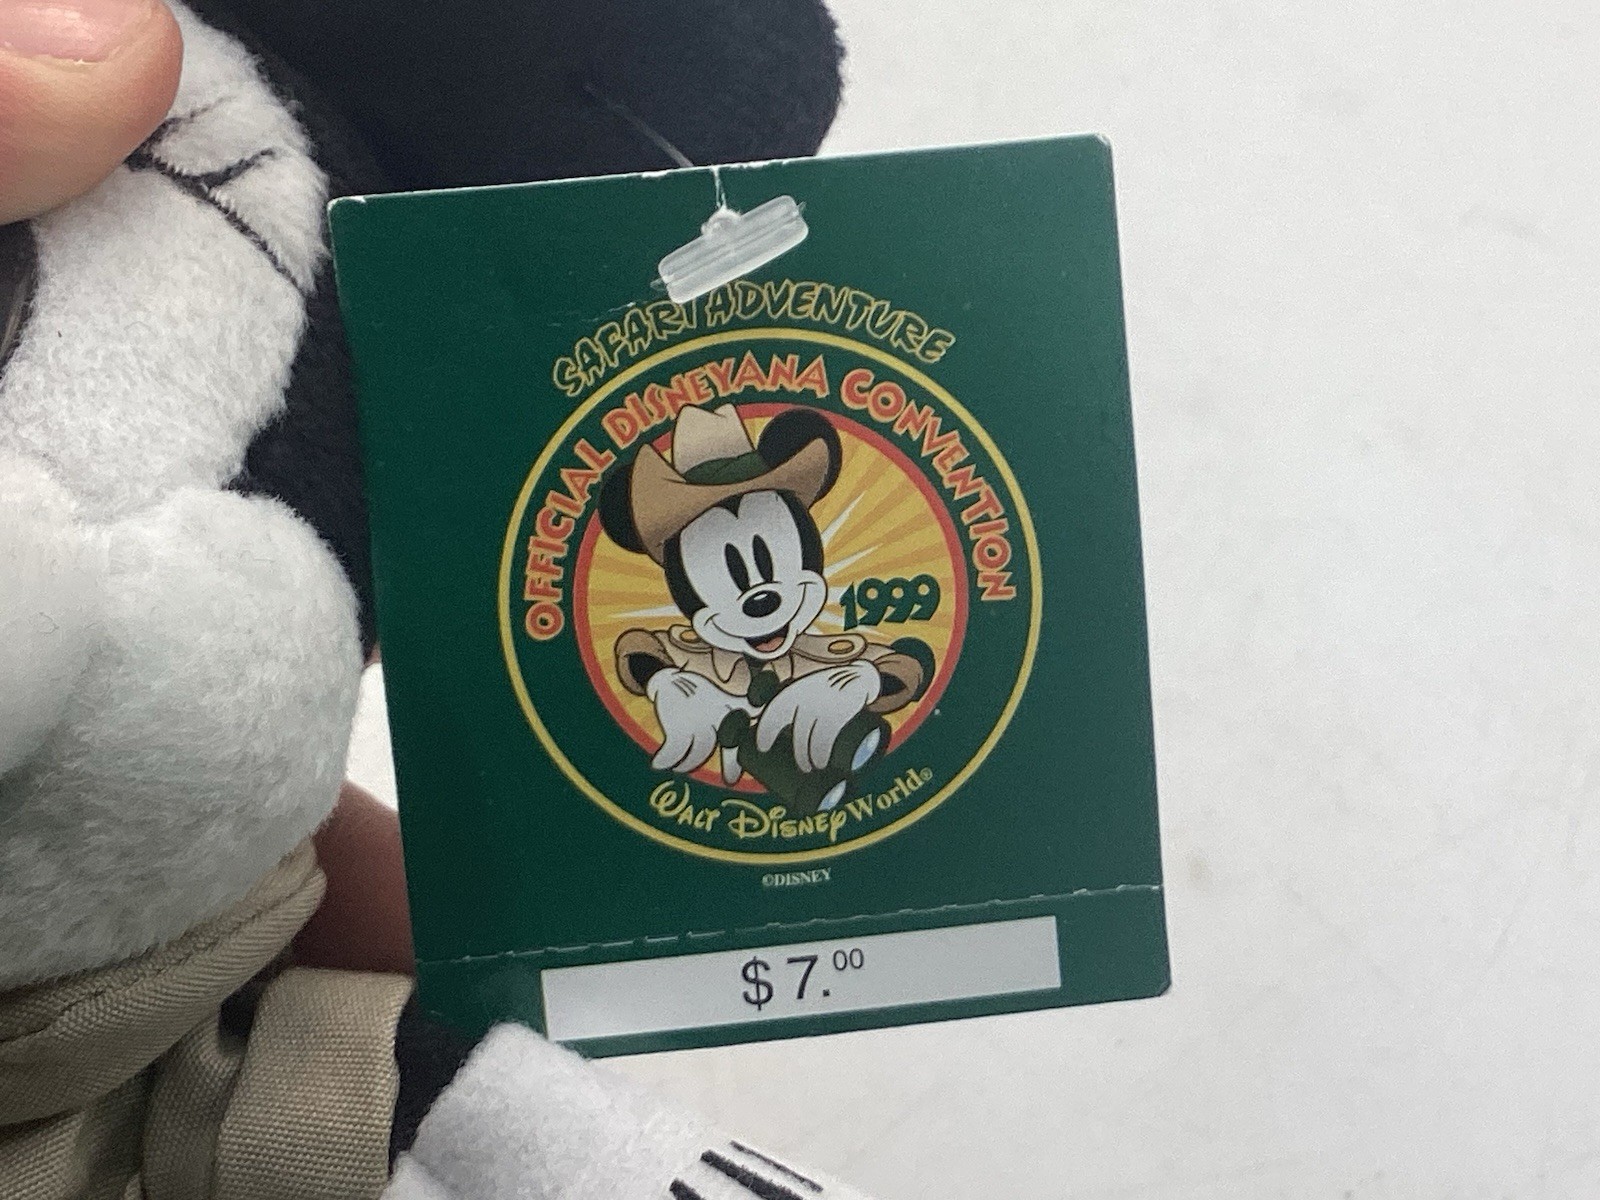 SAFARI ADVENTURE
OFFICIAL DISNEYANA CONVENTION
1999
WALT DISNEY World®
©DISNEY
$7.00